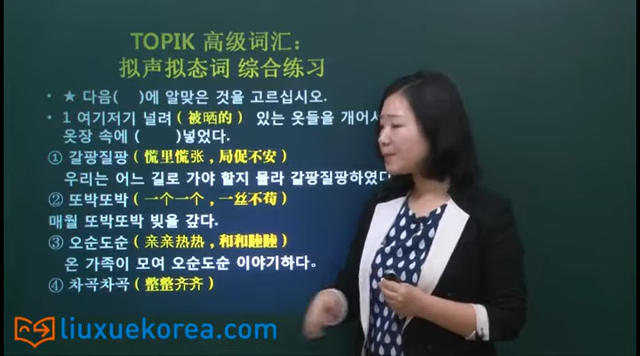 TOPIK 高级词汇:
拟声拟态词 综合练习
• ★ 다음( )에 알맞은 것을 고르십시오.
• 1 여기저기 널려 (被晒的) 있는 옷들을 개어서
옷장 속에 ( )넣었다.
① 갈팡질팡 (慌里慌张,局促不安)
우리는 어느 길로 가야 할지 몰라 갈팡질팡하였다
② 또박또박 (一个一个,一丝不苟)
매월 또박또박 빚을 갚다.
③ 오순도순 (亲亲热热,和和睦睦)
온 가족이 모여 오순도순 이야기하다。
④ 차곡차곡 (整整齐齐)
liuxuekorea.com